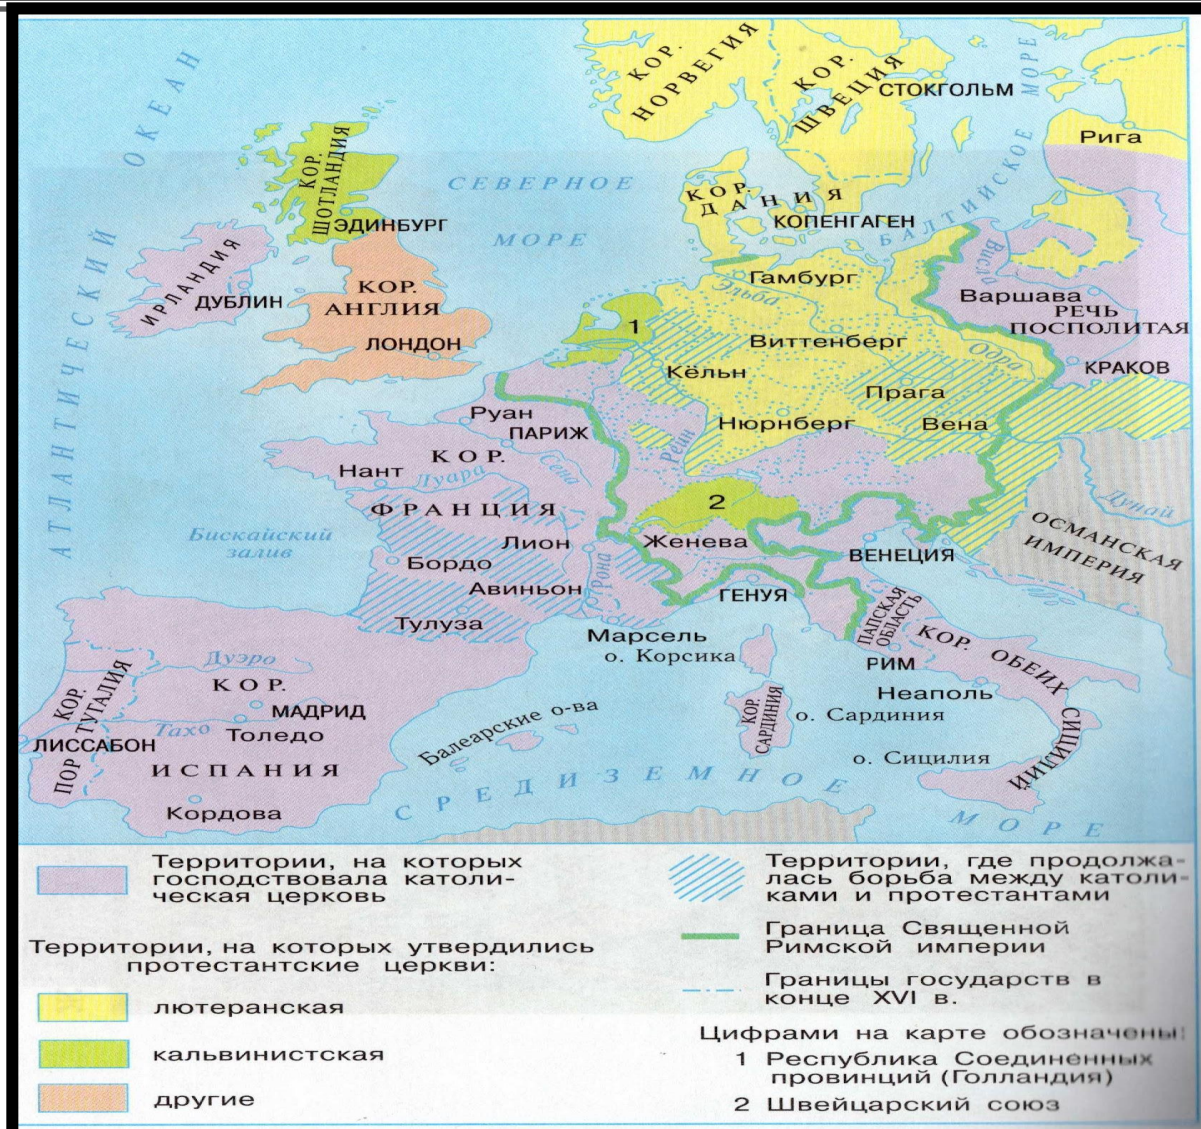 АТЛАНТИЧЕСКИЙ ОКЕАН
КОР.
НОРВЕГИЯ
КОР.
ШВЕЦИЯ
СТОКГОЛЬМ
БАЛТИЙСКОЕ МОРЕ
Рига
КОР.
ШОТЛАНДИЯ
ЭДИНБУРГ
СЕВЕРНОЕ
МОРЕ
КОР.
ДАНИЯ
КОПЕНГАГЕН
ИРЛАНДИЯ
ДУБЛИН
КОР.
АНГЛИЯ
ЛОНДОН
Гамбург
Эльба
Висла
Варшава
РЕЧЬ
ПОСПОЛИТАЯ
КРАКОВ
1
Виттенберг
Одра
Кёльн
Прага
Нюрнберг
Вена
Рейн
Руан
ПАРИЖ
КОР.
Сена
Нант
Луара
ФРАНЦИЯ
2
Дунай
ОСМАНСКАЯ
ИМПЕРИЯ
Бискайский
залив
Лион
Женева
ВЕНЕЦИЯ
Бордо
Рона
Авиньон
ГЕНУЯ
ПАПСКАЯ
ОБЛАСТЬ
КОР. ОБЕИХ СИЦИЛИЙ
Тулуза
Марсель
о. Корсика
РИМ
Неаполь
Дуэро
КОР.
ПОРТУГАЛИЯ
КОР.
МАДРИД
Тахо
Толедо
ЛИССАБОН
ИСПАНИЯ
Кордова
Балеарские о-ва
КОР.
САРДИНИЯ
о. Сардиния
о. Сицилия
СРЕДИЗЕМНОЕ
МОРЕ
Территории, на которых
господствовала католи-
ческая церковь
Территории, на которых утвердились
протестантские церкви:
лютеранская
кальвинистская
другие
Территории, где продолжа-
лась борьба между католи-
ками и протестантами
Граница Священной
Римской империи
Границы государств в
конце XVI в.
Цифрами на карте обозначены:
1 Республика Соединенных
провинций (Голландия)
2 Швейцарский союз